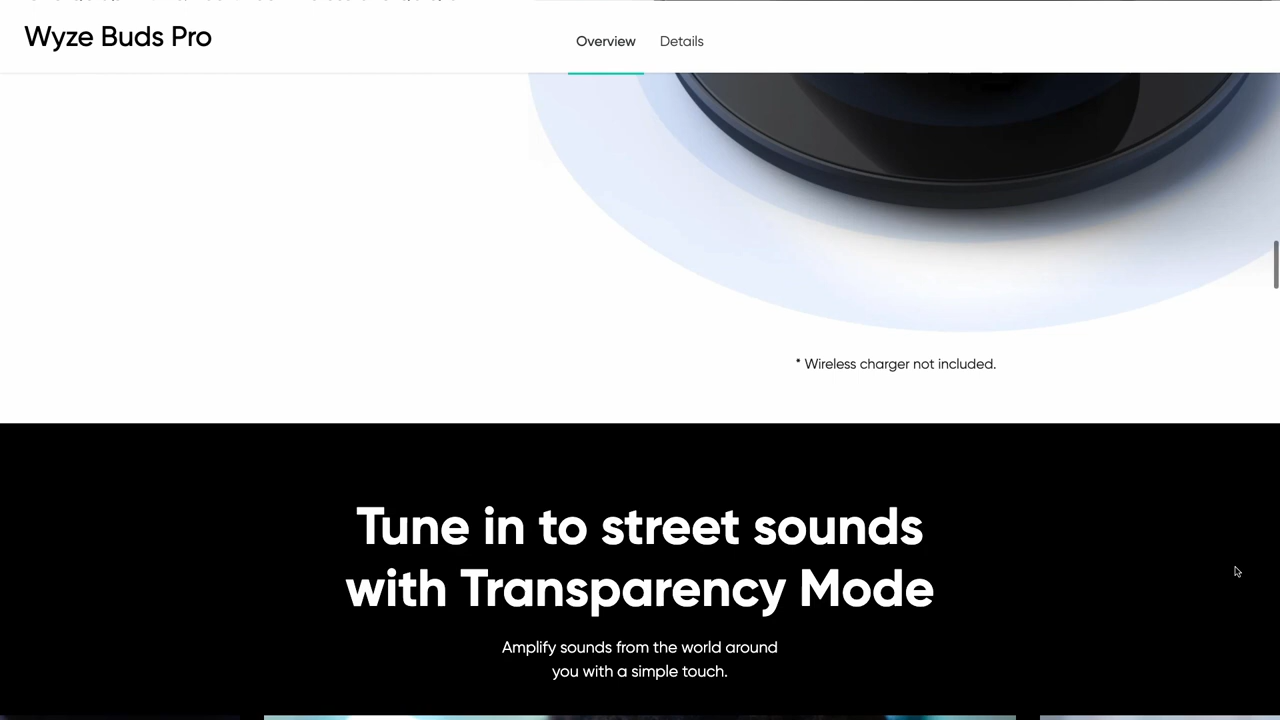 Wyze Buds Pro
Overview
Details
* Wireless charger not included.
Tune in to street sounds
with Transparency Mode
Amplify sounds from the world around
you with a simple touch.